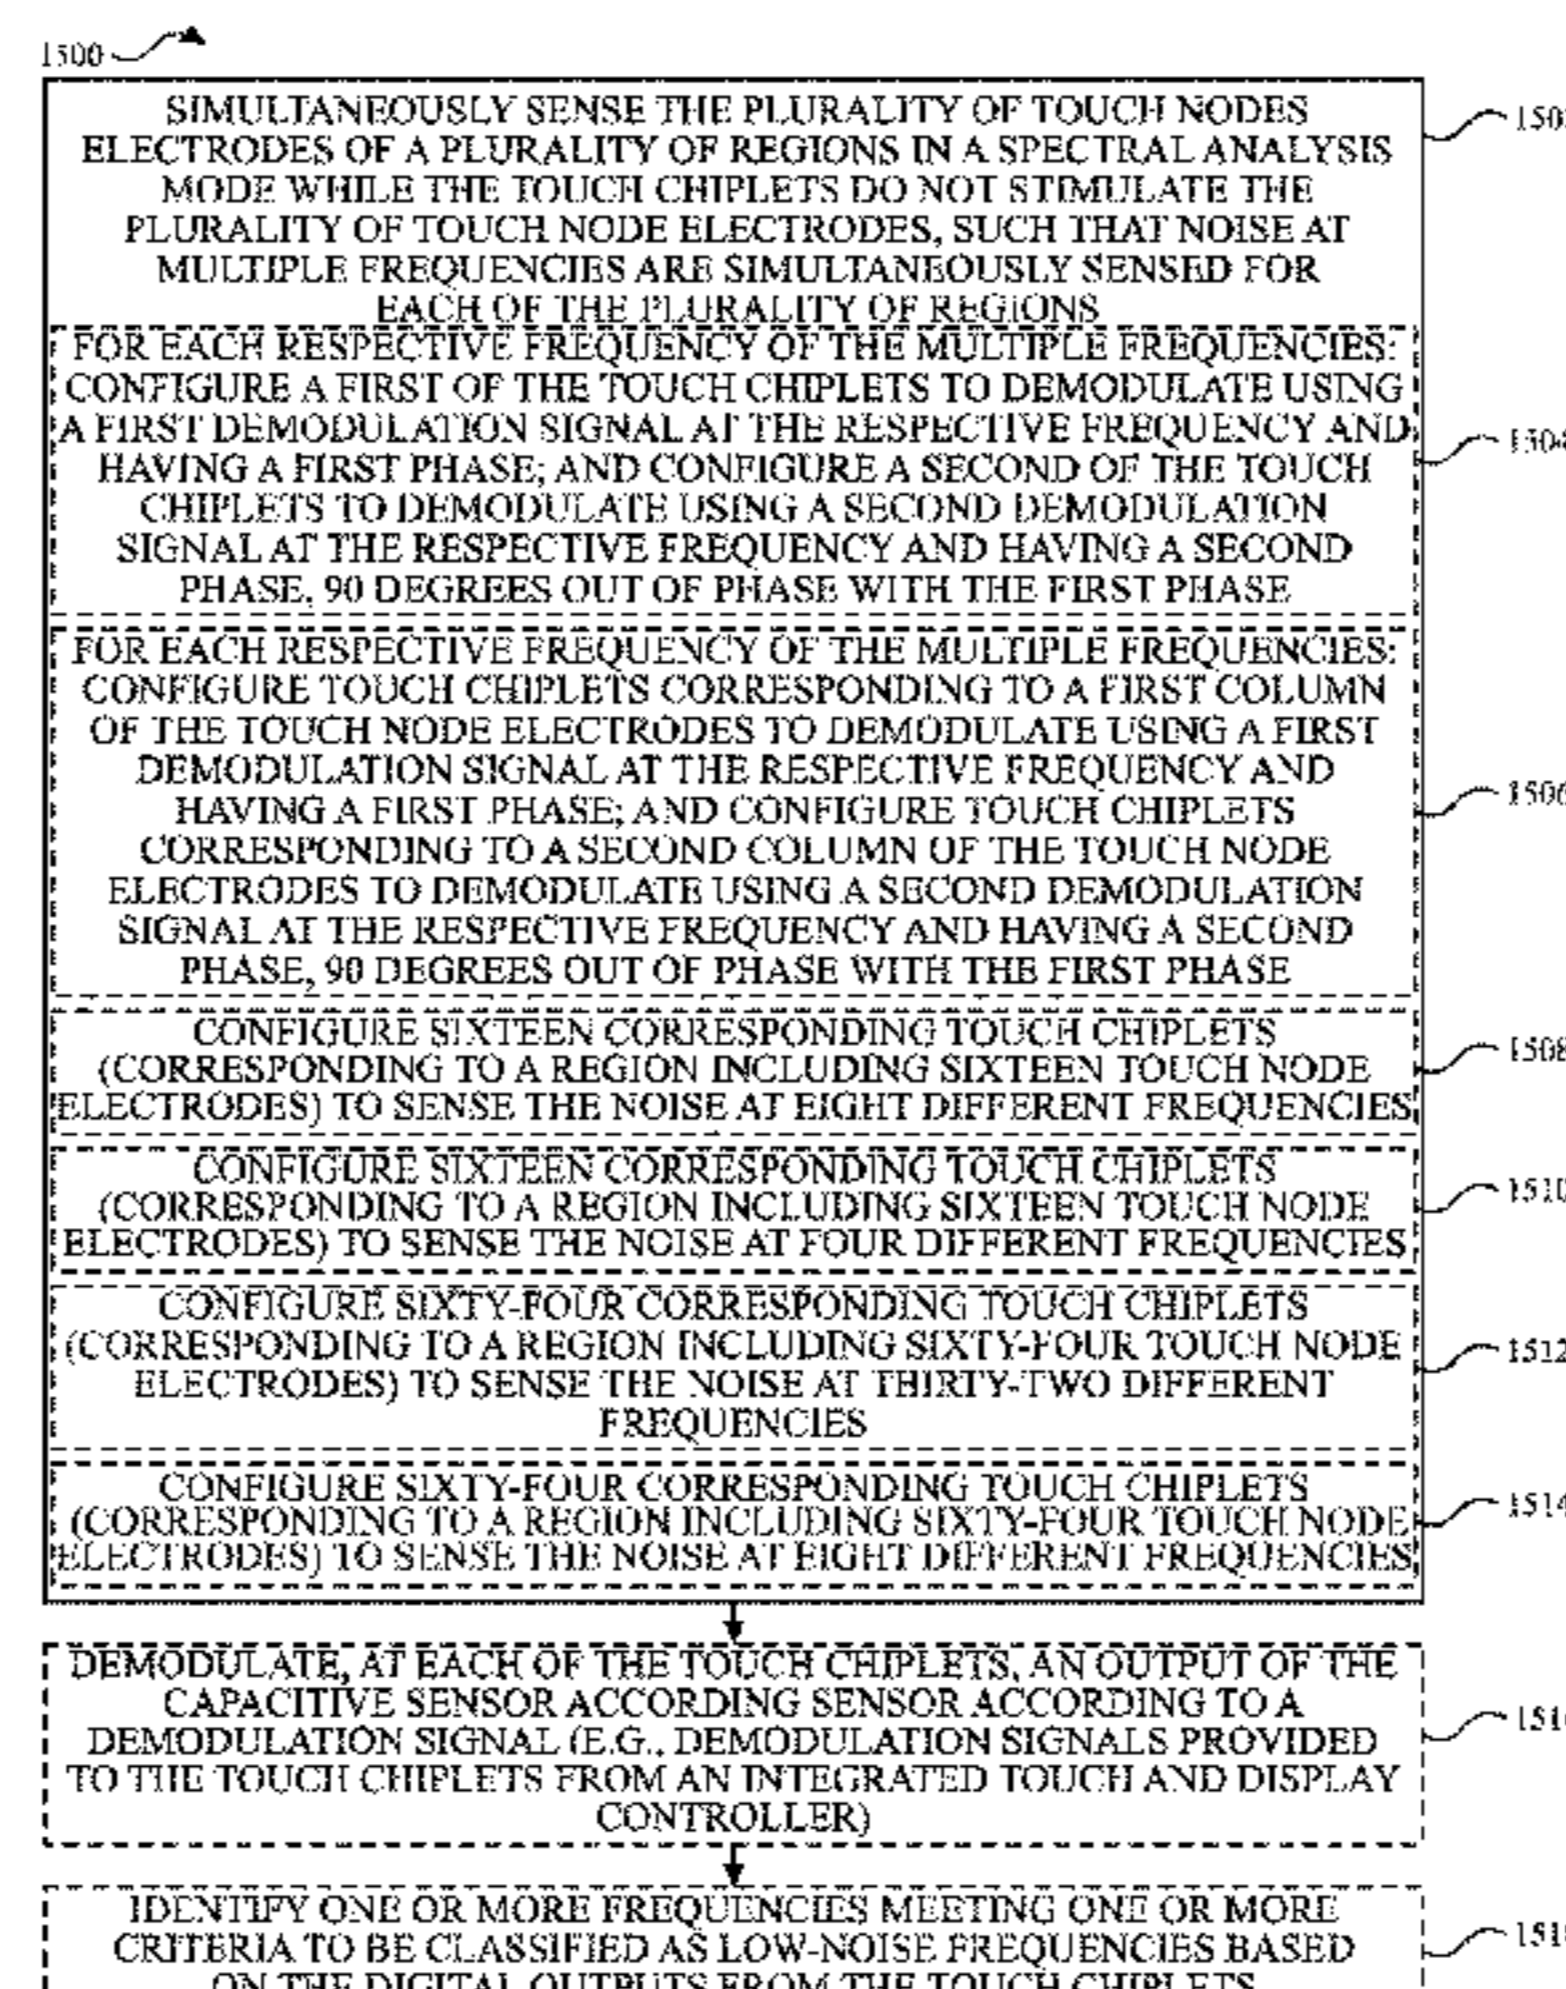 1500
SIMULTANEOUSLY SENSE THE PLURALITY OF TOUCH NODES
ELECTRODES OF A PLURALITY OF REGIONS IN A SPECTRAL ANALYSIS
MODE WHILE THE TOUCH CHIPLETS DO NOT STIMULATE THE
PLURALITY OF TOUCH NODE ELECTRODES, SUCH THAT NOISE AT
MULTIPLE FREQUENCIES ARE SIMULTANEOUSLY SENSED FOR
EACH OF THE PLURALITY OF REGIONS
FOR EACH RESPECTIVE FREQUENCY OF THE MULTIPLE FREQUENCIES:
CONFIGURE A FIRST OF THE TOUCH CHIPLETS TO DEMODULATE USING
A FIRST DEMODULATION SIGNAL AT THE RESPECTIVE FREQUENCY AND
HAVING A FIRST PHASE; AND CONFIGURE A SECOND OF THE TOUCH
CHIPLETS TO DEMODULATE USING A SECOND DEMODULATION
SIGNAL AT THE RESPECTIVE FREQUENCY AND HAVING A SECOND
PHASE, 90 DEGREES OUT OF PHASE WITH THE FIRST PHASE
FOR EACH RESPECTIVE FREQUENCY OF THE MULTIPLE FREQUENCIES:
CONFIGURE TOUCH CHIPLETS CORRESPONDING TO A FIRST COLUMN
OF THE TOUCH NODE ELECTRODES TO DEMODULATE USING A FIRST
DEMODULATION SIGNAL AT THE RESPECTIVE FREQUENCY AND
HAVING A FIRST PHASE; AND CONFIGURE TOUCH CHIPLETS
CORRESPONDING TO A SECOND COLUMN OF THE TOUCH NODE
ELECTRODES TO DEMODULATE USING A SECOND DEMODULATION
SIGNAL AT THE RESPECTIVE FREQUENCY AND HAVING A SECOND
PHASE, 90 DEGREES OUT OF PHASE WITH THE FIRST PHASE
1506
CONFIGURE SIXTEEN CORRESPONDING TOUCH CHIPLETS
(CORRESPONDING TO A REGION INCLUDING SIXTEEN TOUCH NODE
ELECTRODES) TO SENSE THE NOISE AT EIGHT DIFFERENT FREQUENCIES
1508
CONFIGURE SIXTEEN CORRESPONDING TOUCH CHIPLETS
(CORRESPONDING TO A REGION INCLUDING SIXTEEN TOUCH NODE
ELECTRODES) TO SENSE THE NOISE AT FOUR DIFFERENT FREQUENCIES
1510
CONFIGURE SIXTY-FOUR CORRESPONDING TOUCH CHIPLETS
(CORRESPONDING TO A REGION INCLUDING SIXTY-FOUR TOUCH NODE
ELECTRODES) TO SENSE THE NOISE AT THIRTY-TWO DIFFERENT
FREQUENCIES
1512
CONFIGURE SIXTY-FOUR CORRESPONDING TOUCH CHIPLETS
(CORRESPONDING TO A REGION INCLUDING SIXTY-FOUR TOUCH NODE
ELECTRODES) TO SENSE THE NOISE AT EIGHT DIFFERENT FREQUENCIES
1514
DEMODULATE, AT EACH OF THE TOUCH CHIPLETS, AN OUTPUT OF THE
CAPACITIVE SENSOR ACCORDING SENSOR ACCORDING TO A
DEMODULATION SIGNAL (E.G., DEMODULATION SIGNALS PROVIDED
TO THE TOUCH CHIPLETS FROM AN INTEGRATED TOUCH AND DISPLAY
CONTROLLER)
IDENTIFY ONE OR MORE FREQUENCIES MEETING ONE OR MORE
CRITERIA TO BE CLASSIFIED AS LOW-NOISE FREQUENCIES BASED
ON THE DIGITAL OUTPUTS FROM THE TOUCH CHIPLETS